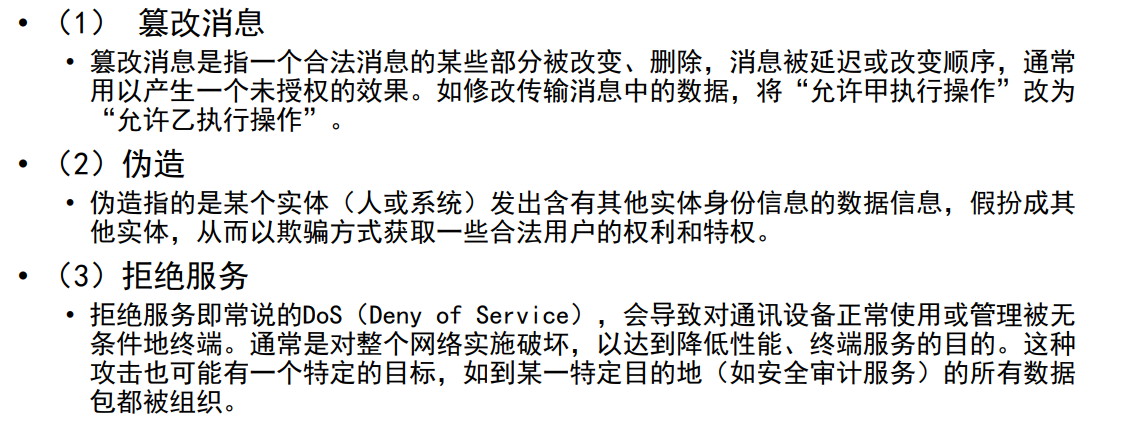 • （1） 篡改消息
• 篡改消息是指一个合法消息的某些部分被改变、删除，消息被延迟或改变顺序，通常
用以产生一个未授权的效果。如修改传输消息中的数据，将“允许甲执行操作”改为
“允许乙执行操作”。
• （2）伪造
• 伪造指的是某个实体（人或系统）发出含有其他实体身份信息的数据信息，假扮成其
他实体，从而以欺骗方式获取一些合法用户的权利和特权。
• （3）拒绝服务
• 拒绝服务即常说的DoS（Deny of Service），会导致对通讯设备正常使用或管理被无
条件地终端。通常是对整个网络实施破坏，以达到降低性能、终端服务的目的。这种
攻击也可能有一个特定的目标，如到某一特定目的地（如安全审计服务）的所有数据
包都被组织。